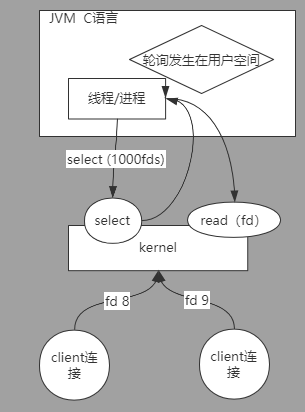 JVM C语言
轮询发生在用户空间
线程/进程
select (1000fds)
select
read（fd）
kernel
fd 8
fd 9
client连
接
client连
接